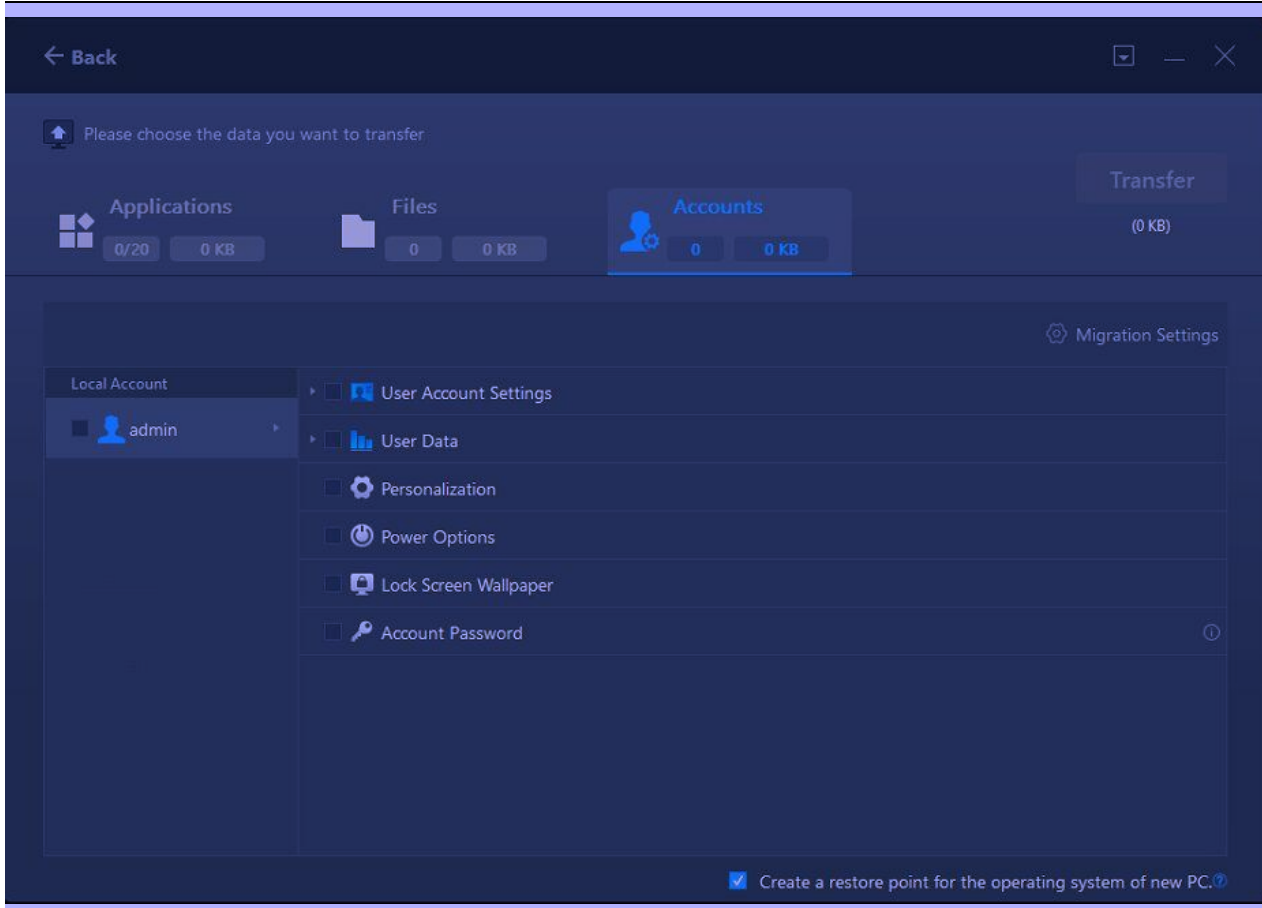 Back
Please choose the data you want to transfer
Applications
0/20 0 KB
Files
0 0 KB
Accounts
0 0 KB
Transfer
(0 KB)
Migration Settings
Local Account
admin
User Account Settings
User Data
Personalization
Power Options
Lock Screen Wallpaper
Account Password
Create a restore point for the operating system of new PC.